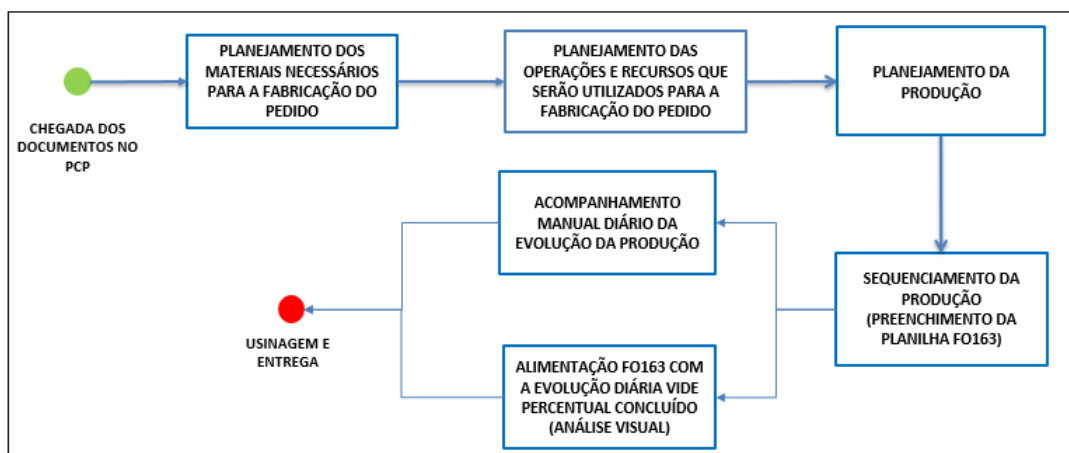 CHEGADA DOS
DOCUMENTOS NO
PCP
PLANEJAMENTO DOS
MATERIAIS NECESSÁRIOS
PARA A FABRICAÇÃO DO
PEDIDO
PLANEJAMENTO DAS
OPERAÇÕES E RECURSOS QUE
SERÃO UTILIZADOS PARA A
FABRICAÇÃO DO PEDIDO
PLANEJAMENTO DA
PRODUÇÃO
SEQUENCIAMENTO DA
PRODUÇÃO
(PREENCHIMENTO DA
PLANILHA FO163)
ACOMPANHAMENTO
MANUAL DIÁRIO DA
EVOLUÇÃO DA PRODUÇÃO
ALIMENTAÇÃO FO163 COM
A EVOLUÇÃO DIÁRIA VIDE
PERCENTUAL CONCLUÍDO
(ANÁLISE VISUAL)
USINAGEM E
ENTREGA